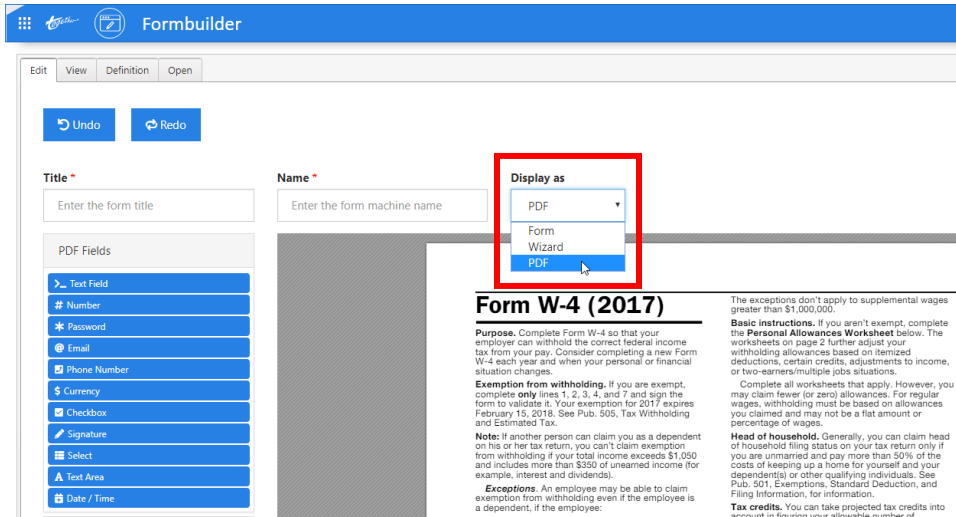 together Formbuilder
Edit View Definition Open
Undo Redo
Title *
Name *
Display as
Enter the form title
Enter the form machine name
PDF
Form
Wizard
PDF
PDF Fields
Text Field
# Number
Password
@ Email
Phone Number
$ Currency
Checkbox
Signature
Select
A Text Area
Date / Time
Form W-4 (2017)
Purpose. Complete Form W-4 so that your
employer can withhold the correct federal income
tax from your pay. Consider completing a new Form
W-4 each year and when your personal or financial
situation changes.
Exemption from withholding. If you are exempt,
complete only lines 1, 2, 3, 4, and 7 and sign the
form to validate it. Your exemption for 2017 expires
February 15, 2018. See Pub. 505, Tax Withholding
and Estimated Tax.
Note: If another person can claim you as a dependent
on his or her tax return, you can't claim exemption
from withholding if your total income exceeds $1,050
and includes more than $350 of unearned income (for
example, interest and dividends).
Exceptions. An employee may be able to claim
exemption from withholding even if the employee is
a dependent, if the employee:
The exceptions don't apply to supplemental wages
greater than $1,000,000.
Basic instructions. If you aren't exempt, complete
the Personal Allowances Worksheet below. The
worksheets on page 2 further adjust your
withholding allowances based on itemized
deductions, certain credits, adjustments to income,
or two-earners/multiple jobs situations.
Complete all worksheets that apply. However, you
may claim fewer (or zero) allowances. For regular
wages, withholding must be based on allowances
you claimed and may not be a flat amount or
percentage of wages.
Head of household. Generally, you can claim head
of household filing status on your tax return only if
you are unmarried and pay more than 50% of the
costs of keeping up a home for yourself and your
dependent(s) or other qualifying individuals. See
Pub. 501, Exemptions, Standard Deduction, and
Filing Information, for information.
Tax credits. You can take projected tax credits into
account in figuring your allowable number of